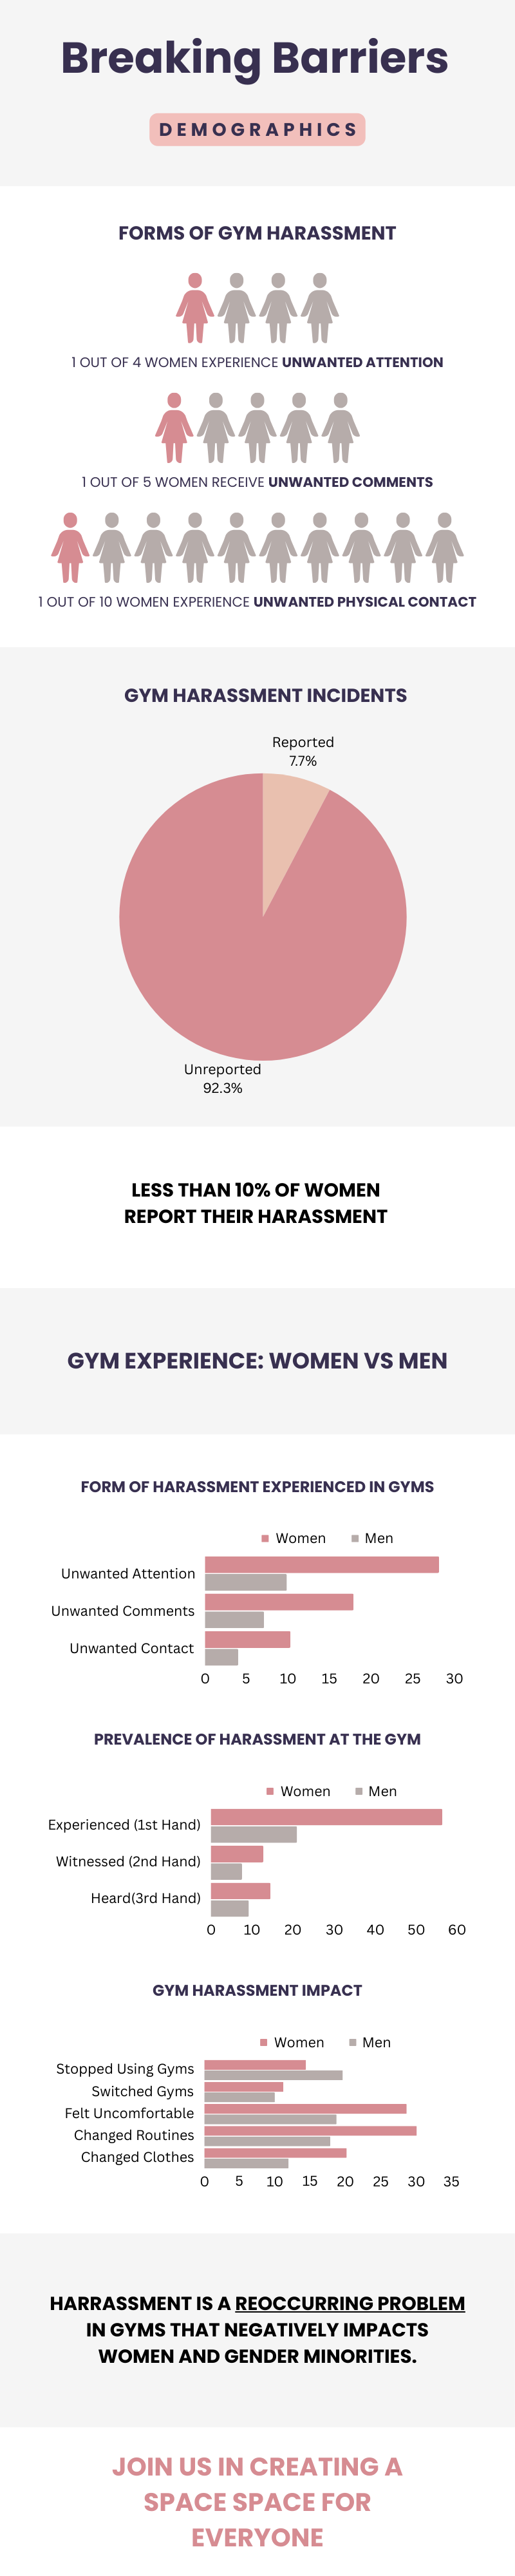 Breaking Barriers
DEMOGRAPHICS
FORMS OF GYM HARASSMENT
1 OUT OF 4 WOMEN EXPERIENCE UNWANTED ATTENTION
1 OUT OF 5 WOMEN RECEIVE UNWANTED COMMENTS
1 OUT OF 10 WOMEN EXPERIENCE UNWANTED PHYSICAL CONTACT
GYM HARASSMENT INCIDENTS
Reported
7.7%
Unreported
92.3%
LESS THAN 10% OF WOMEN
REPORT THEIR HARASSMENT
GYM EXPERIENCE: WOMEN VS MEN
FORM OF HARASSMENT EXPERIENCED IN GYMS
Women Men
Unwanted Attention
Unwanted Comments
Unwanted Contact
0 5 10 15 20 25 30
PREVALENCE OF HARASSMENT AT THE GYM
Women Men
Experienced (1st Hand)
Witnessed (2nd Hand)
Heard(3rd Hand)
0 10 20 30 40 50 60
GYM HARASSMENT IMPACT
Women Men
Stopped Using Gyms
Switched Gyms
Felt Uncomfortable
Changed Routines
Changed Clothes
0 5 10 15 20 25 30 35
HARRASSMENT IS A REOCCURRING PROBLEM
IN GYMS THAT NEGATIVELY IMPACTS
WOMEN AND GENDER MINORITIES.
JOIN US IN CREATING A
SPACE SPACE FOR
EVERYONE